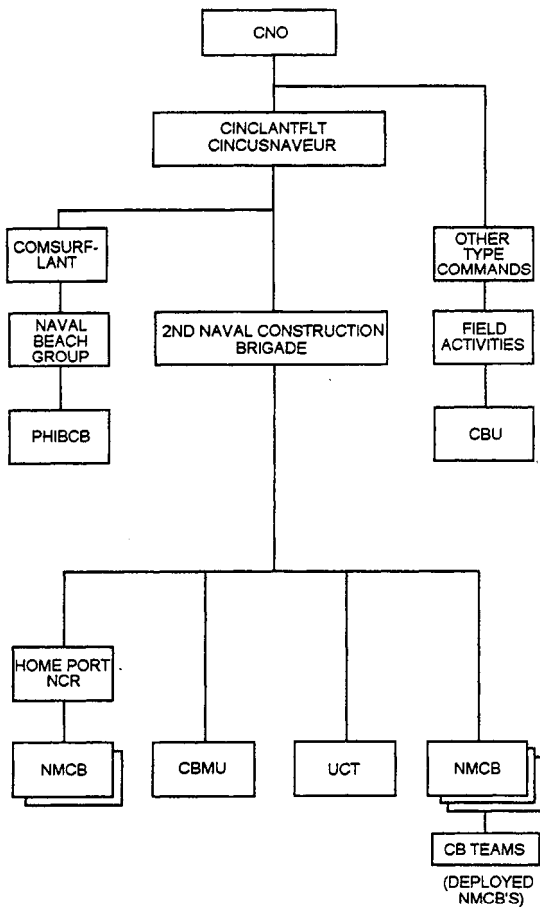 CNO
CINCLANTFLT
CINCUSNAVEUR
COMSURF-
LANT
OTHER
TYPE
COMMANDS
NAVAL
BEACH
GROUP
2ND NAVAL CONSTRUCTION
BRIGADE
FIELD
ACTIVITIES
PHIBCB
CBU
HOME PORT
NCR
NMCB
CBMU
UCT
NMCB
CB TEAMS
(DEPLOYED
NMCB'S)